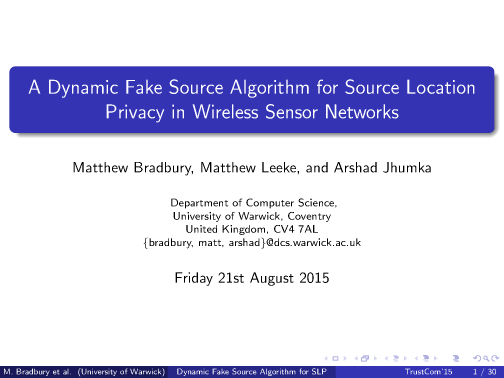 A Dynamic Fake Source Algorithm for Source Location
Privacy in Wireless Sensor Networks
Matthew Bradbury, Matthew Leeke, and Arshad Jhumka
Department of Computer Science,
University of Warwick, Coventry
United Kingdom, CV4 7AL
{bradbury, matt, arshad}@dcs.warwick.ac.uk
Friday 21st August 2015
M. Bradbury et al. (University of Warwick) Dynamic Fake Source Algorithm for SLP TrustCom'15 1 / 30